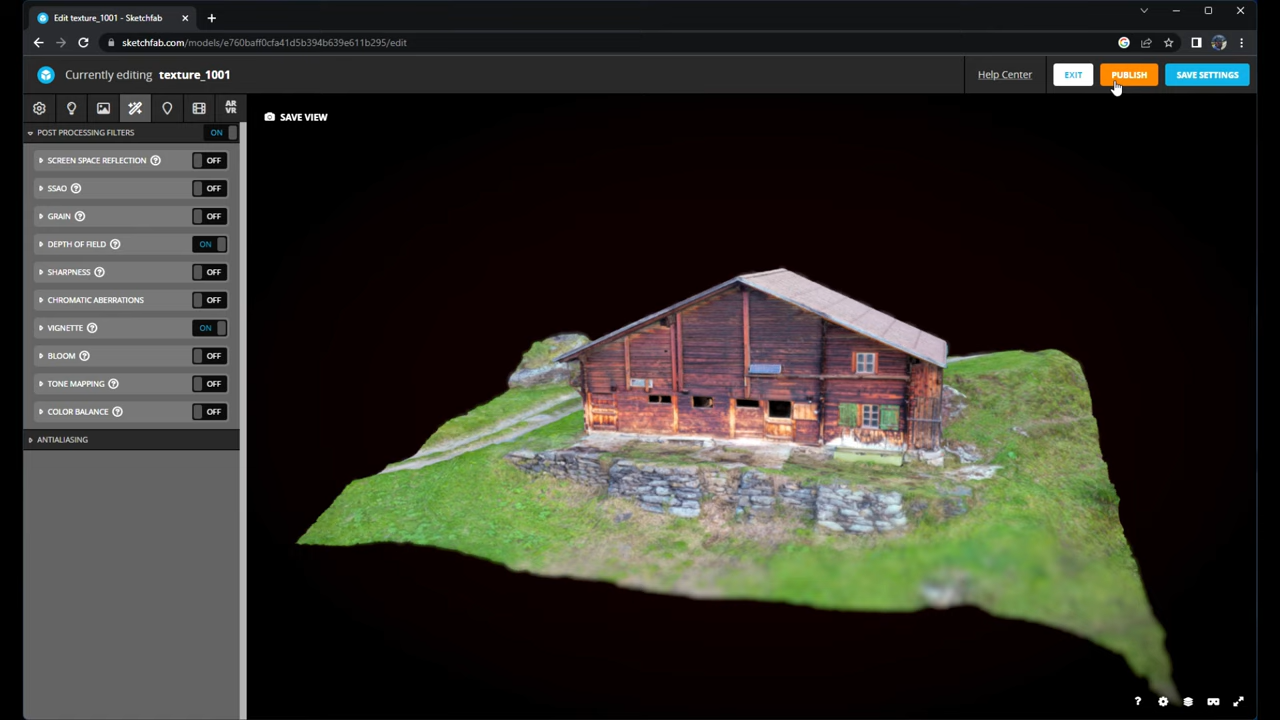 Edit texture_1001 - Sketchfab
sketchfab.com/models/e760baff0cfa41d5b394b639e611b295/edit
Currently editing texture_1001
Help Center
EXIT
PUBLISH
SAVE SETTINGS
AR
VR
POST PROCESSING FILTERS ON
SAVE VIEW
SCREEN SPACE REFLECTION ? OFF
SSAO ? OFF
GRAIN ? OFF
DEPTH OF FIELD ? ON
SHARPNESS ? OFF
CHROMATIC ABERRATIONS OFF
VIGNETTE ? ON
BLOOM ? OFF
TONE MAPPING ? OFF
COLOR BALANCE ? OFF
ANTIALIASING
?